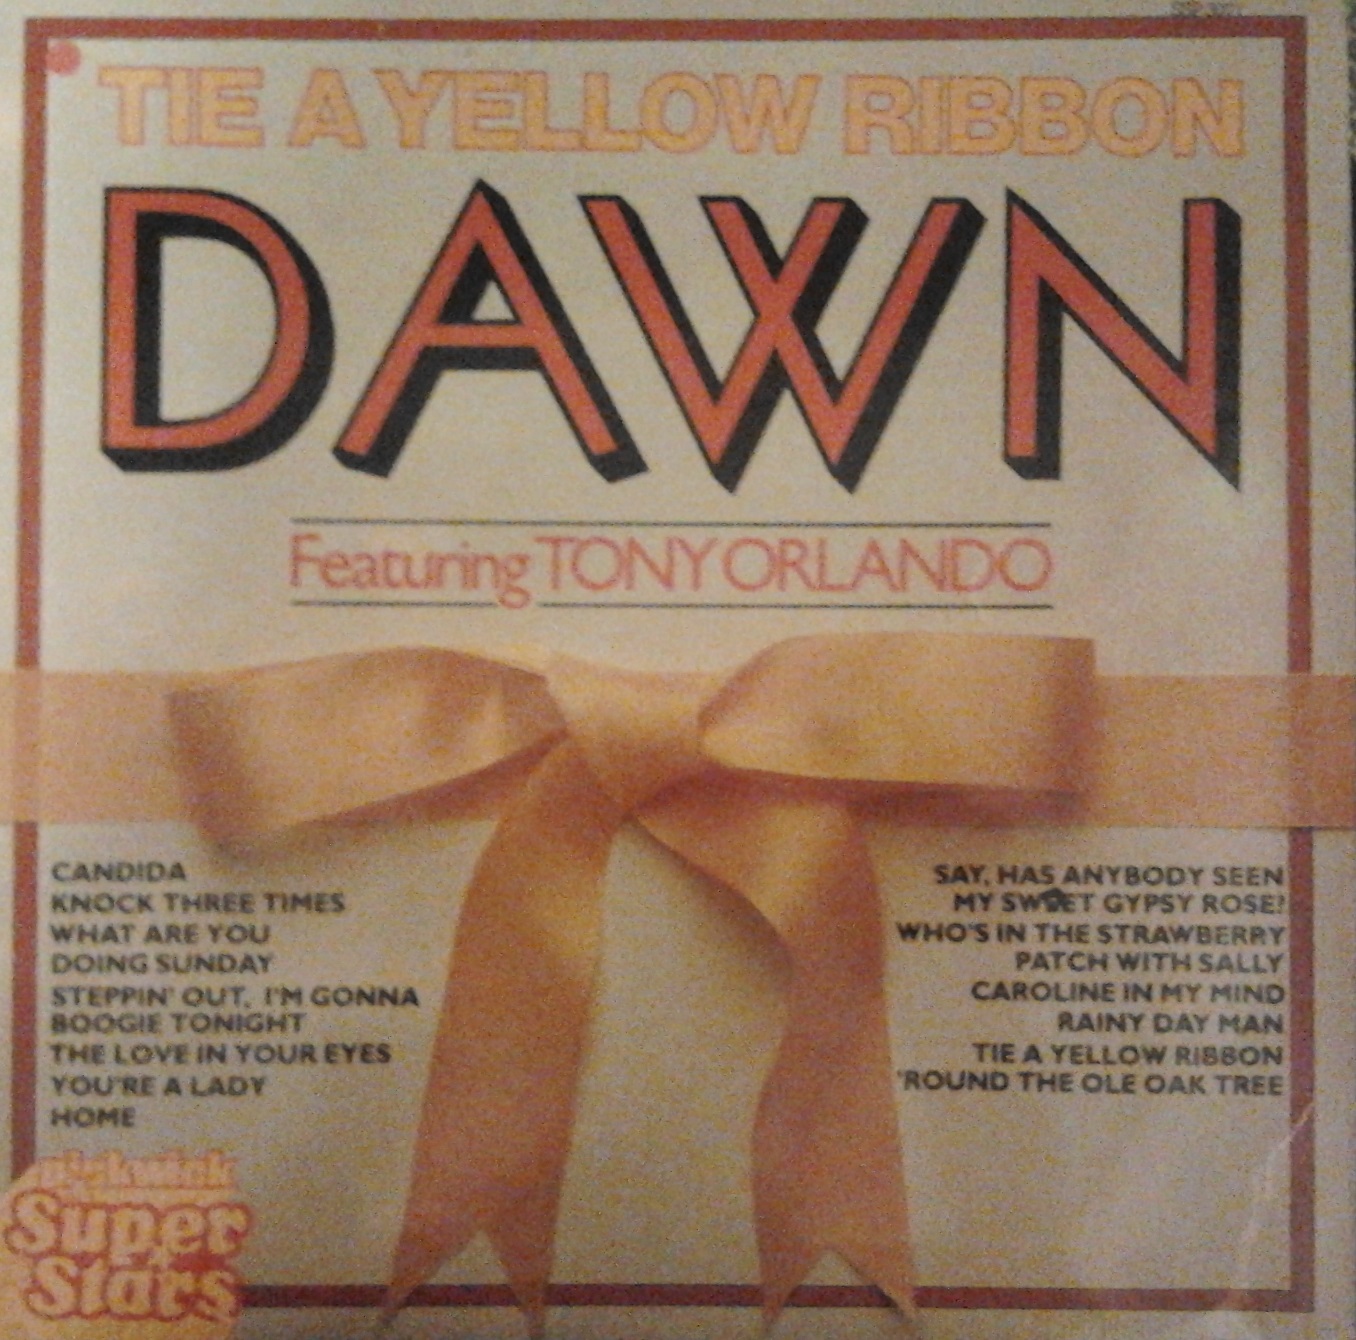 TIE A YELLOW RIBBON
DAWN
Featuring TONY ORLANDO
CANDIDA
KNOCK THREE TIMES
WHAT ARE YOU
DOING SUNDAY
STEPPIN' OUT, I'M GONNA
BOOGIE TONIGHT
THE LOVE IN YOUR EYES
YOU'RE A LADY
HOME
SAY, HAS ANYBODY SEEN
MY SWEET GYPSY ROSE?
WHO'S IN THE STRAWBERRY
PATCH WITH SALLY
CAROLINE IN MY MIND
RAINY DAY MAN
TIE A YELLOW RIBBON
'ROUND THE OLE OAK TREE
pickwick
Super
Stars